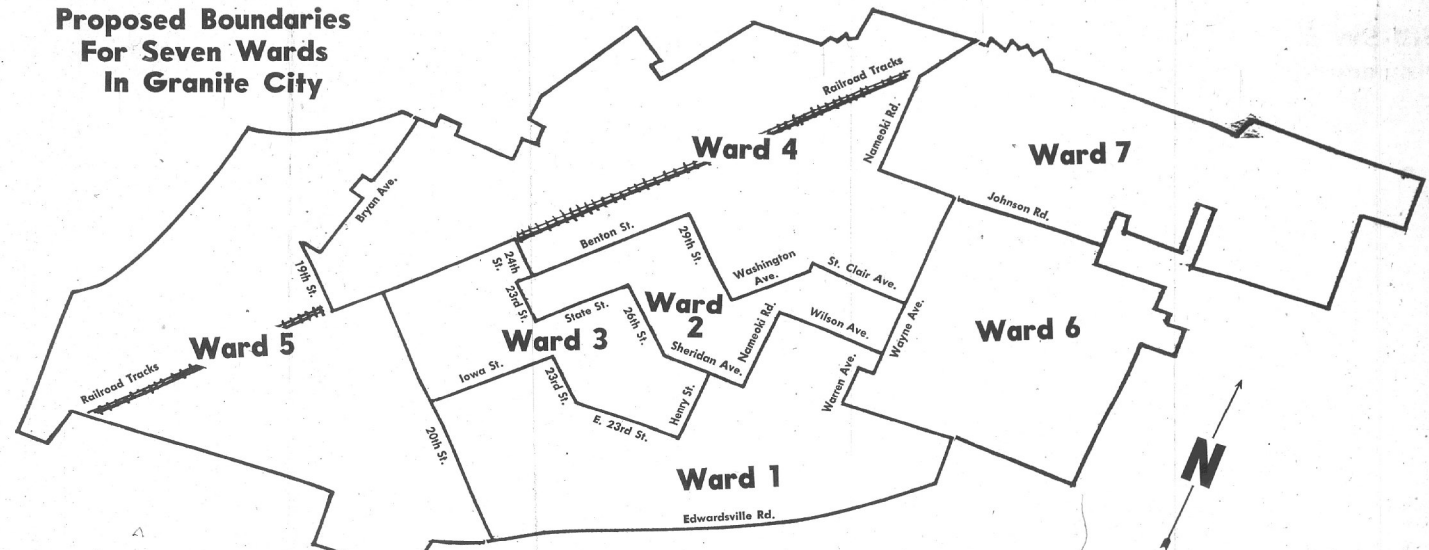 Proposed Boundaries
For Seven Wards
In Granite City
Railroad Tracks
Nameoki Rd.
Ward 4
Ward 7
Bryan Ave.
Johnson Rd.
Benton St.
29th St.
24th
St.
19th St.
Washington
Ave.
St. Clair Ave.
23rd St.
State St.
Ward
2
26th St.
Nameoki Rd.
Wilson Ave.
Wayne Ave.
Ward 6
Ward 5
Ward 3
Sheridan Ave.
Railroad Tracks
Iowa St.
23rd St.
Henry St.
Warren Ave.
E. 23rd St.
20th St.
Ward 1
N
Edwardsville Rd.